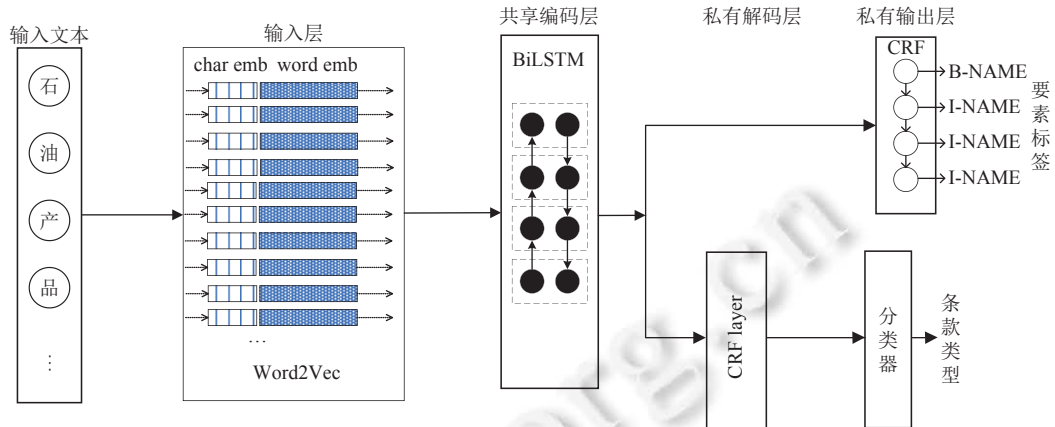 输入文本
石
油
产
品
⋮
输入层
char emb word emb
…
Word2Vec
共享编码层
BiLSTM
私有解码层
CRF layer
私有输出层
CRF
B-NAME
I-NAME
I-NAME
I-NAME
要素标签
分类器
条款类型
org.cn